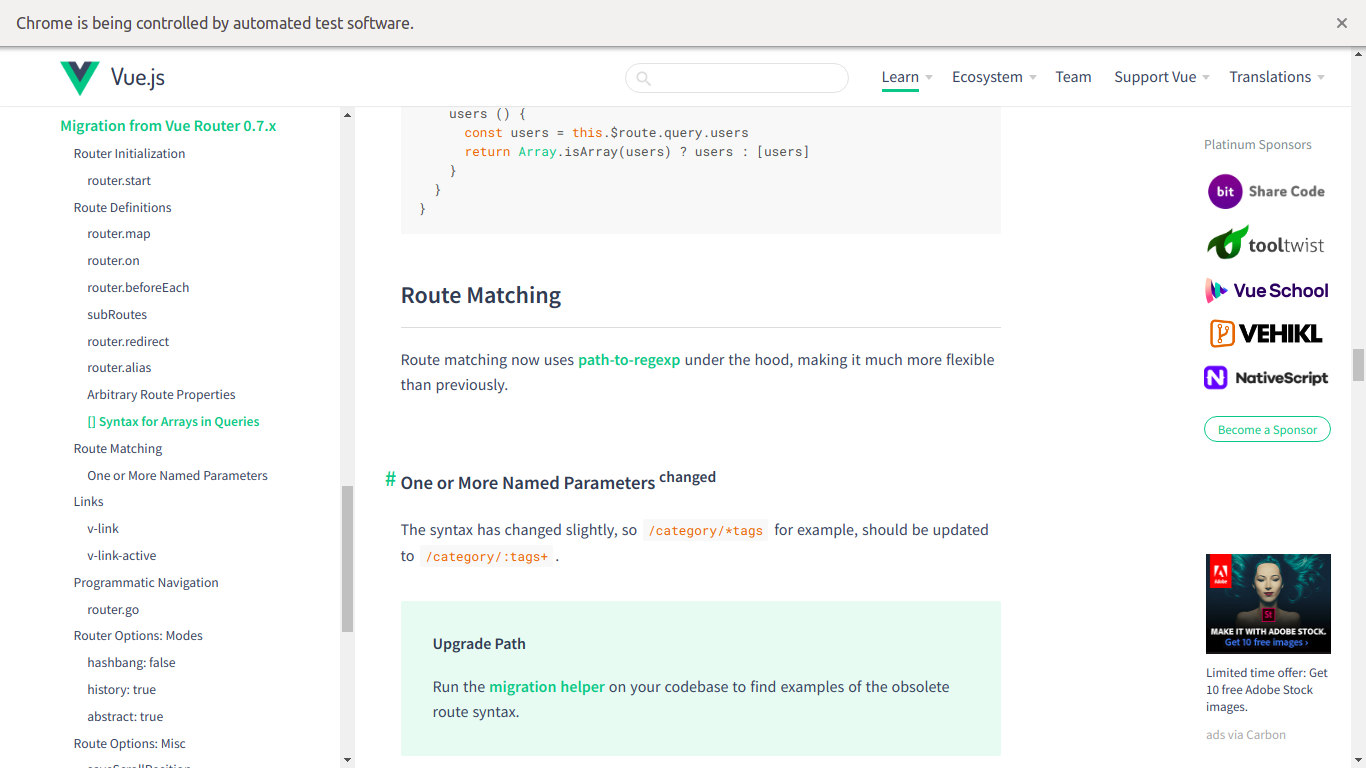 Chrome is being controlled by automated test software.
Vue.js
Learn
Ecosystem
Team
Support Vue
Translations
Migration from Vue Router 0.7.x
Router Initialization
router.start
Route Definitions
router.map
router.on
router.beforeEach
subRoutes
router.redirect
router.alias
Arbitrary Route Properties
[] Syntax for Arrays in Queries
Route Matching
One or More Named Parameters
Links
v-link
v-link-active
Programmatic Navigation
router.go
Router Options: Modes
hashbang: false
history: true
abstract: true
Route Options: Misc
users () {
const users = this.$route.query.users
return Array.isArray(users) ? users : [users]
}
}
}
Route Matching
Route matching now uses path-to-regexp under the hood, making it much more flexible
than previously.
# One or More Named Parameters changed
The syntax has changed slightly, so /category/*tags for example, should be updated
to /category/:tags+ .
Upgrade Path
Run the migration helper on your codebase to find examples of the obsolete
route syntax.
Platinum Sponsors
bit Share Code
tooltwist
Vue School
VEHIKL
N NativeScript
Become a Sponsor
Adobe
St
MAKE IT WITH ADOBE STOCK.
Get 10 free images ›
Limited time offer: Get
10 free Adobe Stock
images.
ads via Carbon